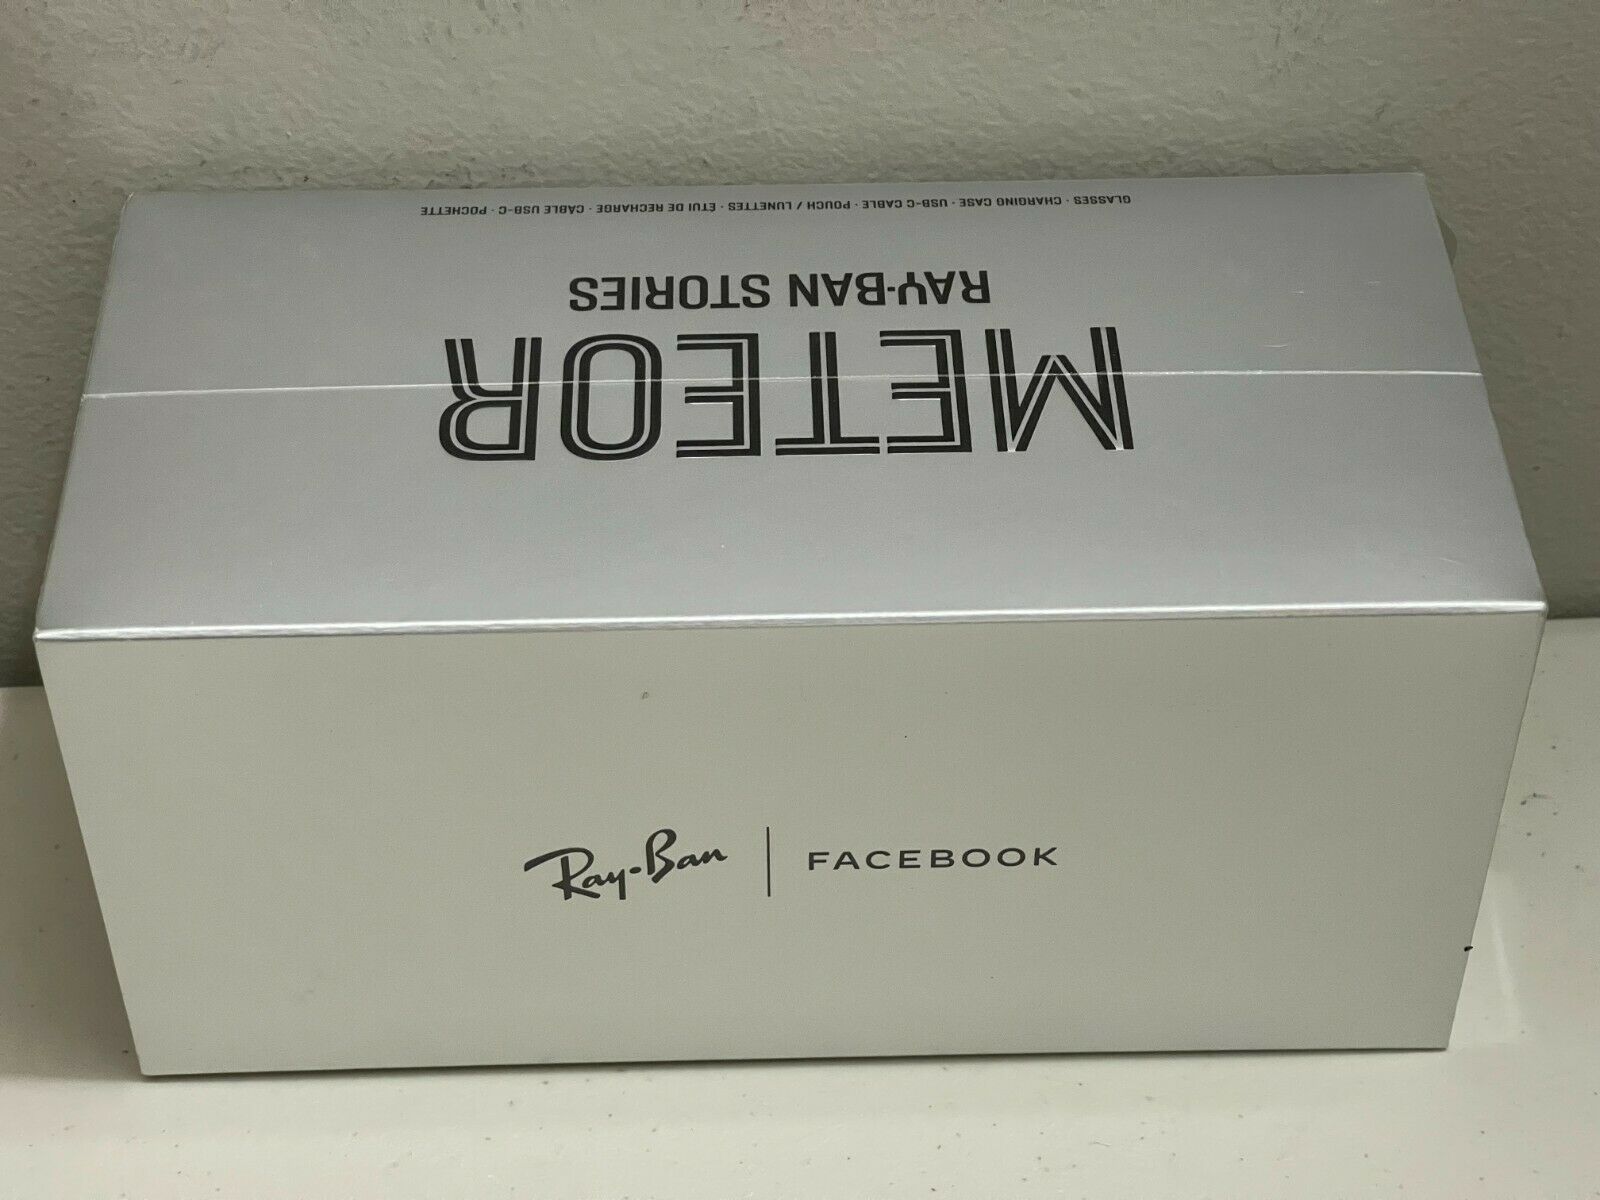 METEOR
RAY-BAN STORIES
GLASSES · CHARGING CASE · USB-C CABLE · POUCH / LUNETTES · ÉTUI DE RECHARGE · CABLE USB-C · POCHETTE
Ray-Ban | FACEBOOK